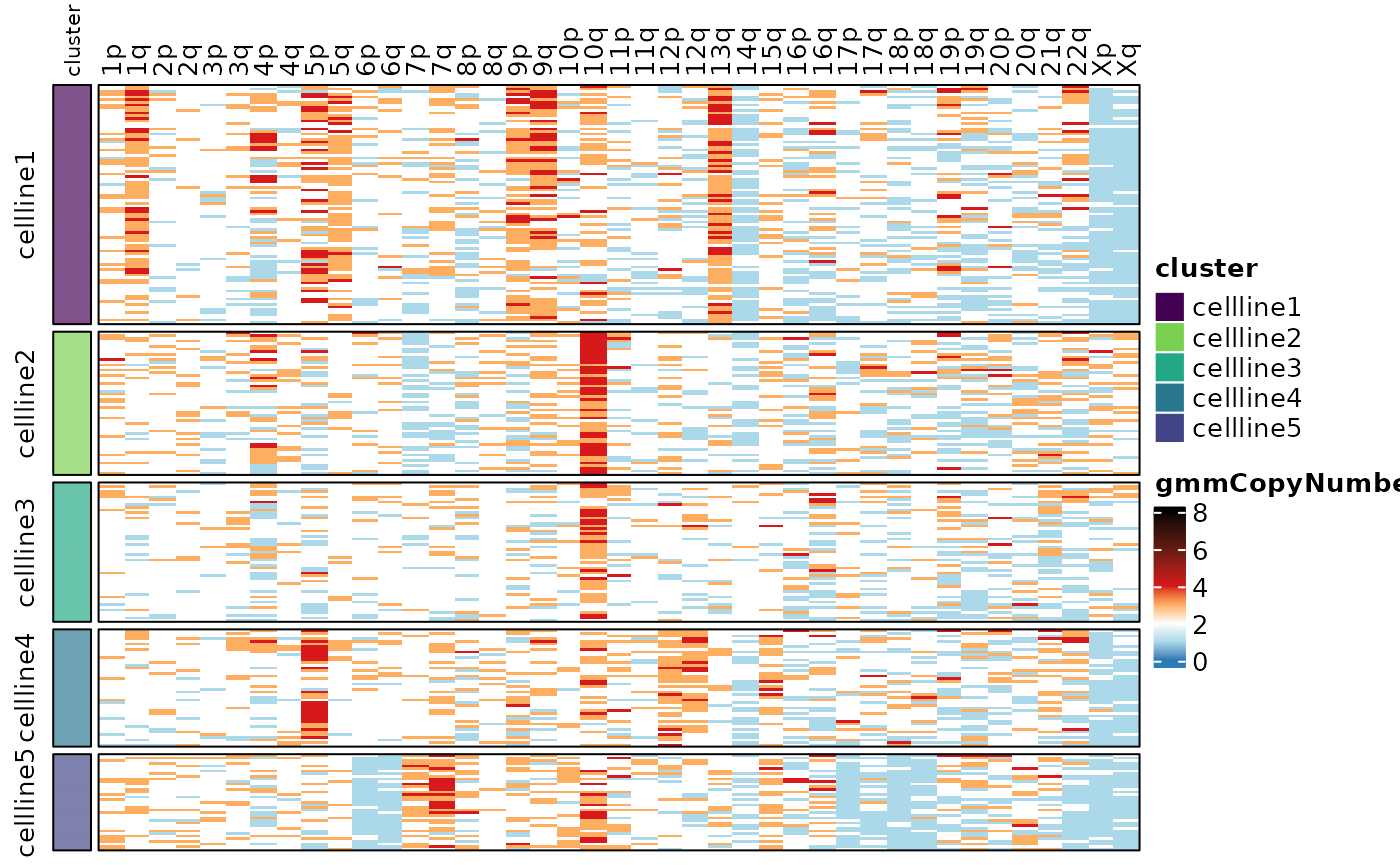 cluster 1p 1q 2p 2q 3p 3q 4p 4q 5p 5q 6p 6q 7p 7q 8p 8q 9p 9q 10p 10q 11p 11q 12p 12q 13q 14q 15q 16p 16q 17p 17q 18p 18q 19p 19q 20p 20q 21q 22q Xp Xq
cellline1
cellline2
cellline3
cellline4
cellline5
cluster
cellline1
cellline2
cellline3
cellline4
cellline5
gmmCopyNumbe
8
6
4
2
0